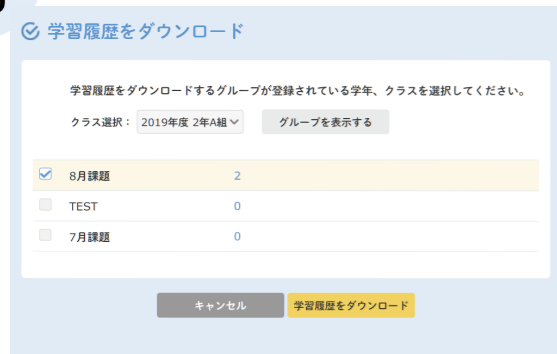 学習履歴をダウンロード
学習履歴をダウンロードするグループが登録されている学年、クラスを選択してください。
クラス選択： 2019年度 2年A組 グループを表示する
8月課題 2
TEST 0
7月課題 0
キャンセル 学習履歴をダウンロード